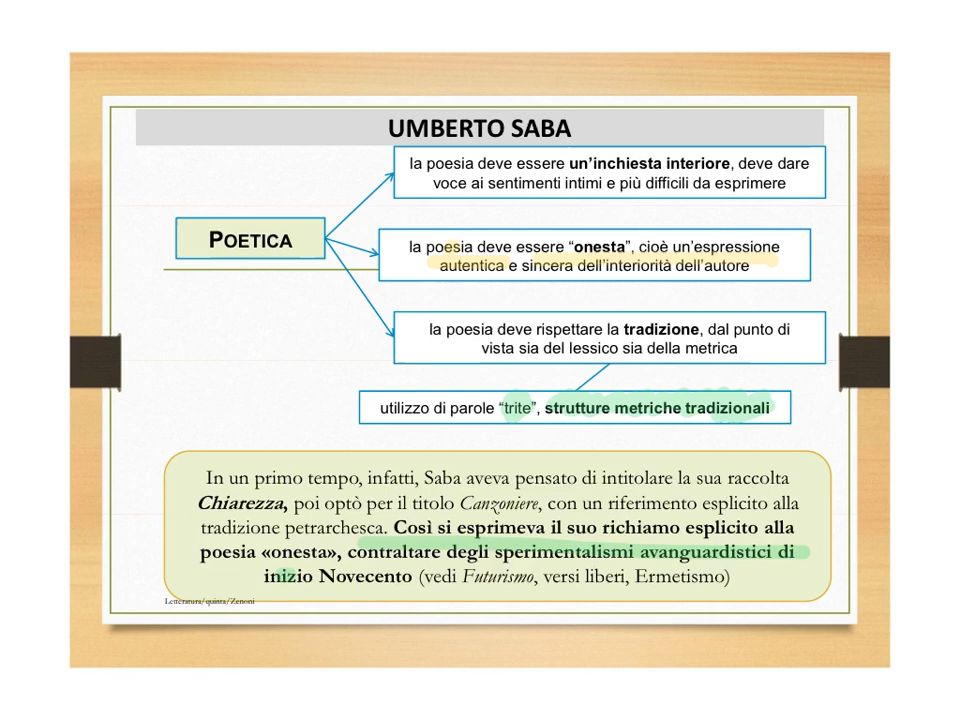 UMBERTO SABA
la poesia deve essere un'inchiesta interiore, deve dare
voce ai sentimenti intimi e più difficili da esprimere
POETICA
la poesia deve essere “onesta”, cioè un'espressione
autentica e sincera dell'interiorità dell'autore
la poesia deve rispettare la tradizione, dal punto di
vista sia del lessico sia della metrica
utilizzo di parole “trite”, strutture metriche tradizionali
In un primo tempo, infatti, Saba aveva pensato di intitolare la sua raccolta
Chiarezza, poi optò per il titolo Canzoniere, con un riferimento esplicito alla
tradizione petrarchesca. Così si esprimeva il suo richiamo esplicito alla
poesia «onesta», contraltare degli sperimentalismi avanguardistici di
inizio Novecento (vedi Futurismo, versi liberi, Ermetismo)
Letteratura/quinta/Zenoni